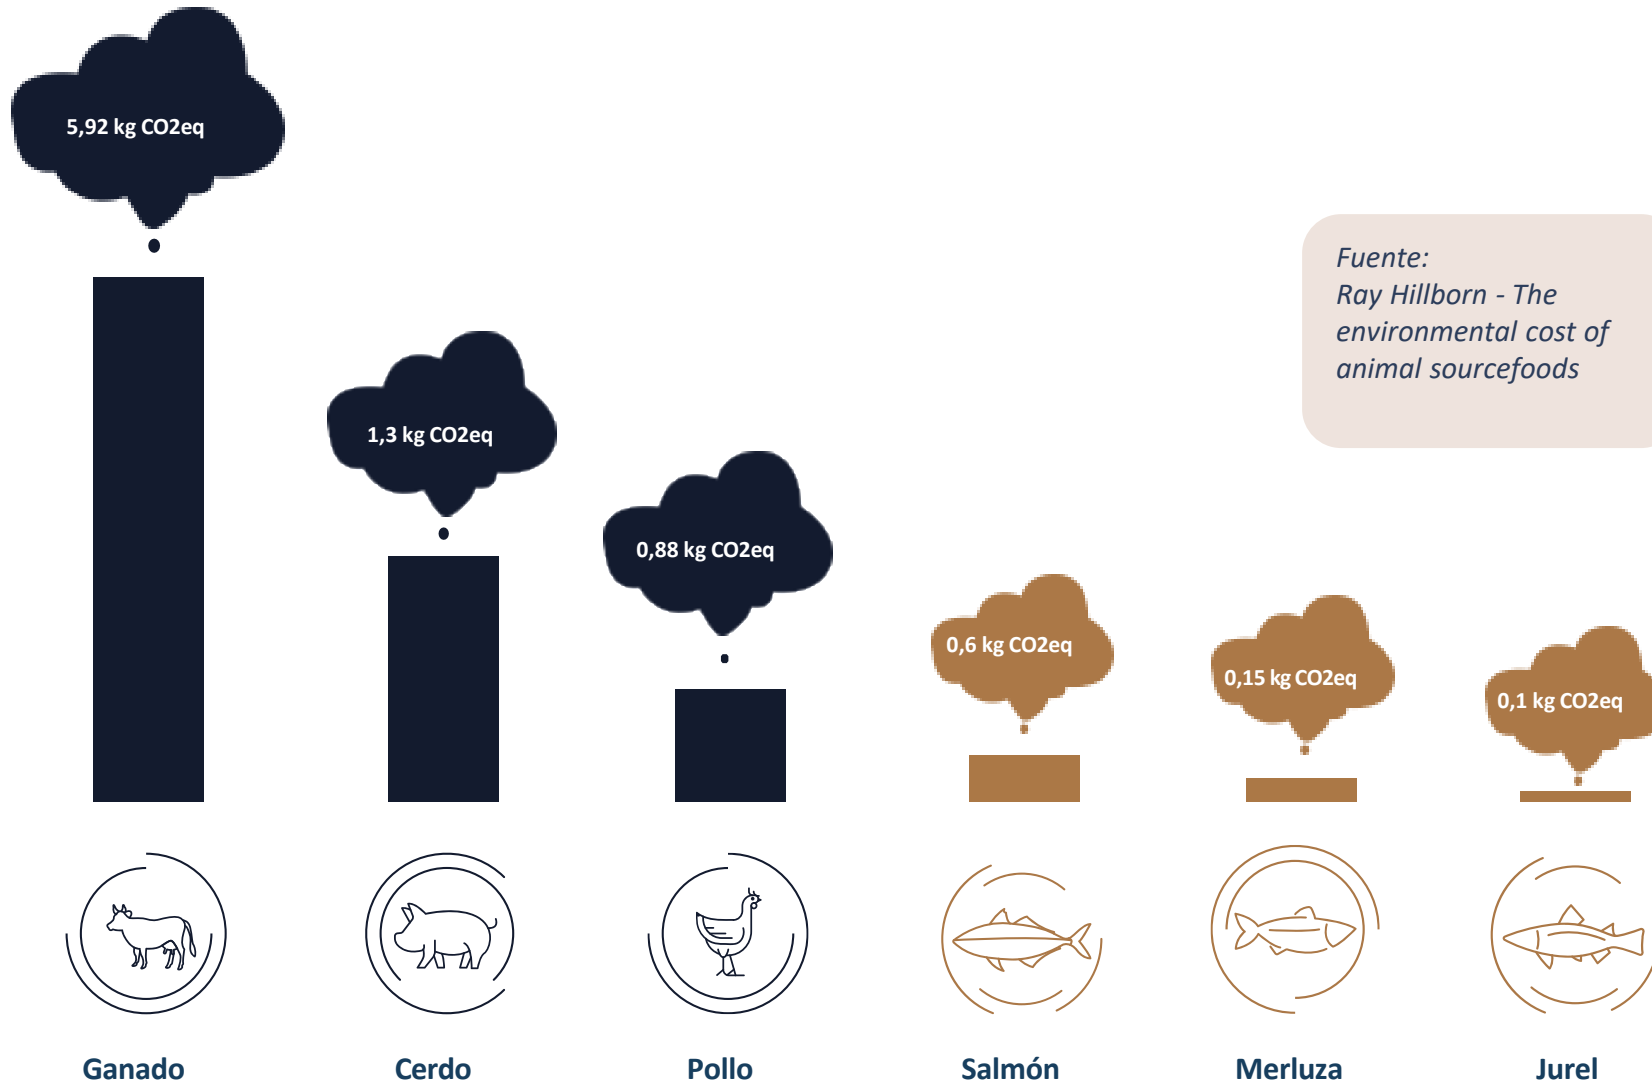 5,92 kg CO2eq
1,3 kg CO2eq
0,88 kg CO2eq
0,6 kg CO2eq
0,15 kg CO2eq
0,1 kg CO2eq
Fuente:
Ray Hillborn - The
environmental cost of
animal sourcefoods
Ganado
Cerdo
Pollo
Salmón
Merluza
Jurel